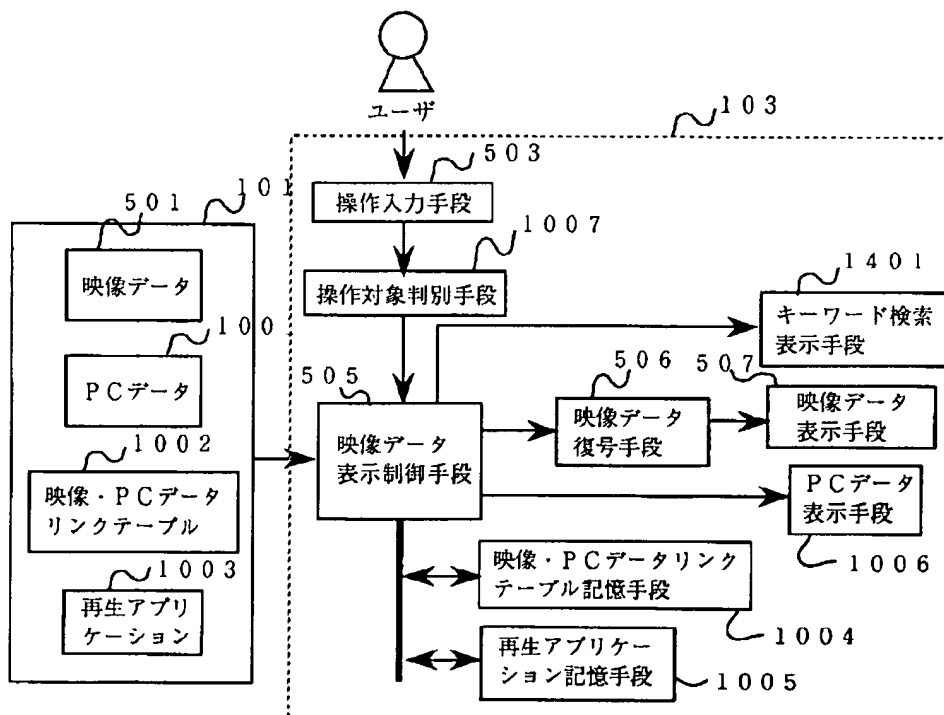 ユーザ
103
503
操作入力手段
101
501
映像データ
1007
操作対象判別手段
1401
キーワード検索
表示手段
100
PCデータ
505
映像データ
表示制御手段
506
映像データ
復号手段
507
映像データ
表示手段
1002
映像・PCデータ
リンクテーブル
PCデータ
表示手段
1006
1003
再生アプリ
ケーション
映像・PCデータリンク
テーブル記憶手段
1004
再生アプリケー
ション記憶手段
1005